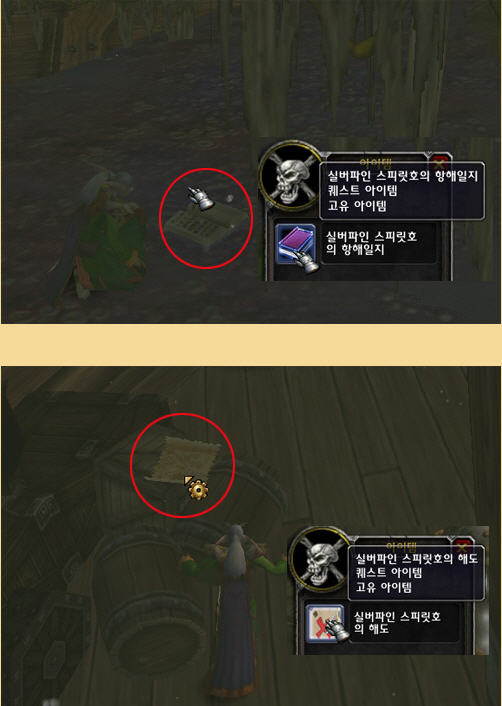 아이템
실버파인 스피릿호의 항해일지
퀘스트 아이템
고유 아이템
실버파인 스피릿호
의 항해일지
아이템
실버파인 스피릿호의 해도
퀘스트 아이템
고유 아이템
실버파인 스피릿호
의 해도